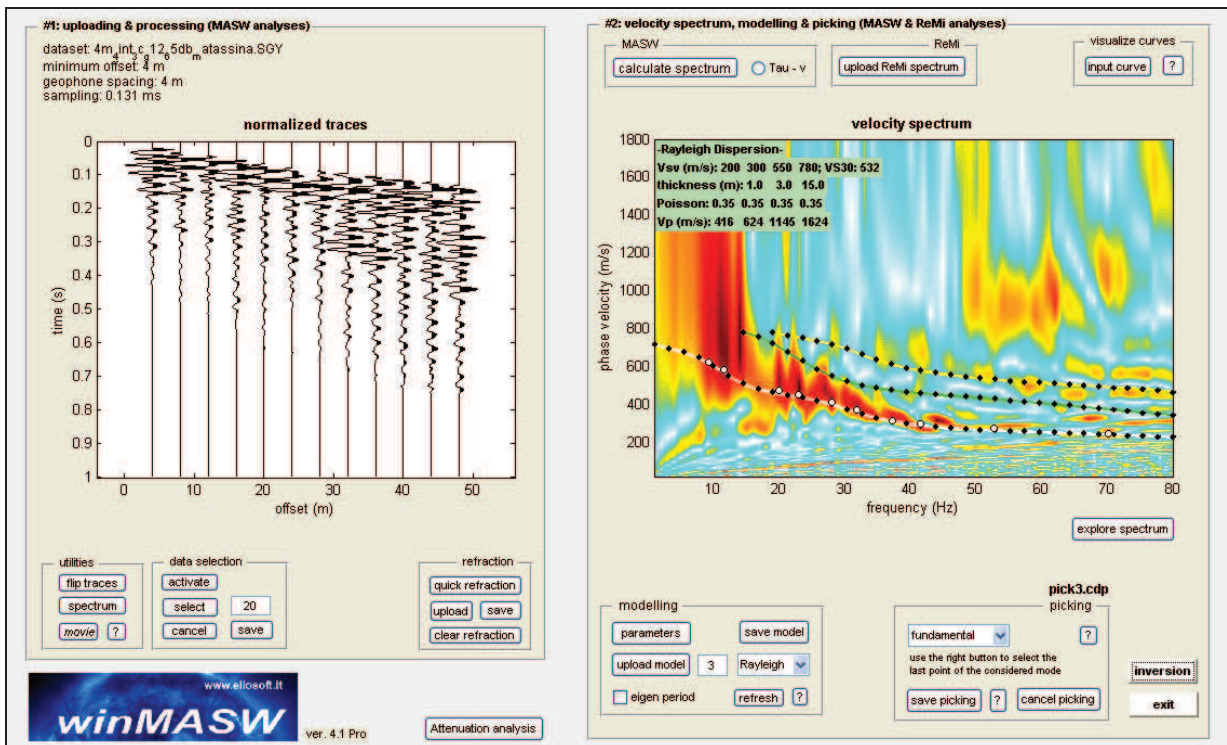 #1: uploading & processing (MASW analyses)
dataset: 4m_4int_3c_g12_65db_matassina.SGY
minimum offset: 4 m
geophone spacing: 4 m
sampling: 0.131 ms
normalized traces
0
0.1
0.2
0.3
0.4
0.5
0.6
0.7
0.8
0.9
1
time (s)
0 10 20 30 40 50
offset (m)
utilities
flip traces
spectrum
movie ?
data selection
activate
select 20
cancel save
refraction
quick refraction
upload save
clear refraction
www.eliosoft.it
winMASW
ver. 4.1 Pro
Attenuation analysis
#2: velocity spectrum, modelling & picking (MASW & ReMi analyses)
MASW
calculate spectrum Tau - v
ReMi
upload ReMi spectrum
visualize curves
input curve ?
velocity spectrum
-Rayleigh Dispersion-
Vsv (m/s): 200 300 550 780; VS30: 532
thickness (m): 1.0 3.0 15.0
Poisson: 0.35 0.35 0.35 0.35
Vp (m/s): 416 624 1145 1624
1800
1600
1400
1200
1000
800
600
400
200
phase velocity (m/s)
10 20 30 40 50 60 70 80
frequency (Hz)
explore spectrum
modelling
parameters save model
upload model 3 Rayleigh
eigen period refresh ?
pick3.cdp
picking
fundamental ?
use the right button to select the
last point of the considered mode
save picking ? cancel picking
inversion
exit